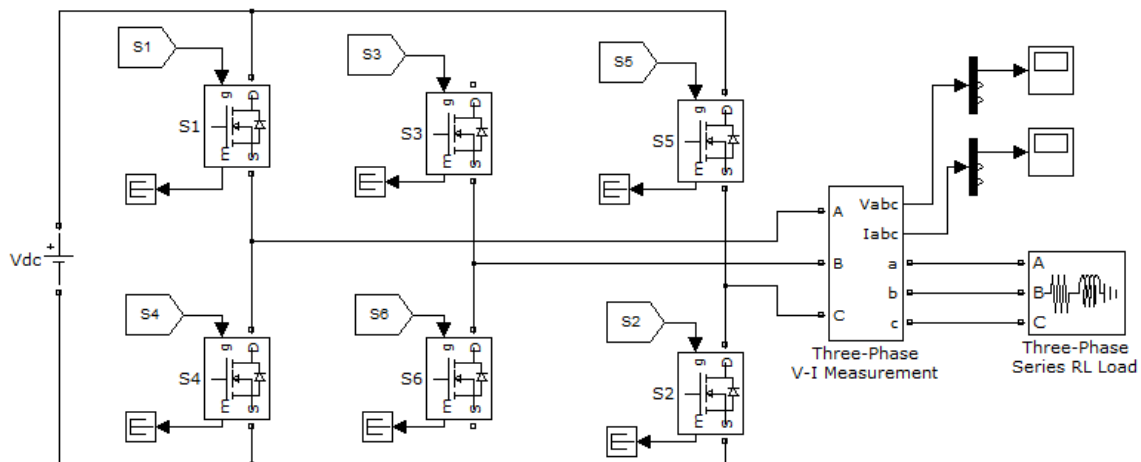 S1
S3
S5
g
D
S1
m
S
g
D
S3
m
S
g
D
S5
m
S
Vdc
+
A
B
C
Vabc
Iabc
a
b
c
A
B
C
Three-Phase
V-I Measurement
Three-Phase
Series RL Load
S4
S6
S2
g
D
S4
m
S
g
D
S6
m
S
g
D
S2
m
S